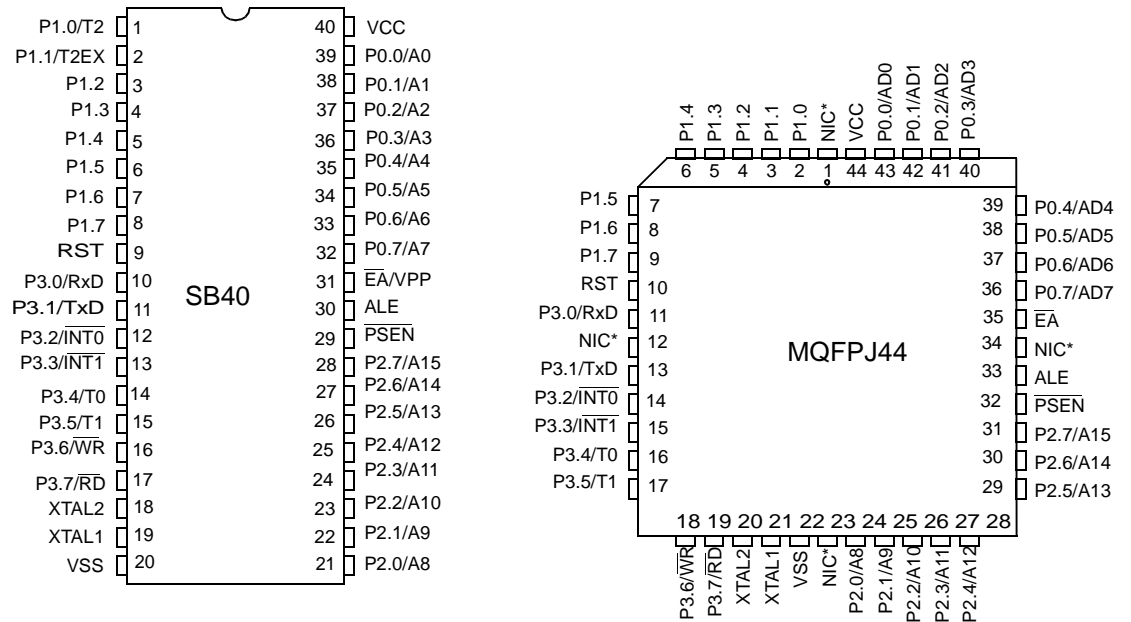 P1.0/T2 1 40 VCC
P1.1/T2EX 2 39 P0.0/A0
P1.2 3 38 P0.1/A1
P1.3 4 37 P0.2/A2
P1.4 5 36 P0.3/A3
P1.5 6 35 P0.4/A4
P1.6 7 34 P0.5/A5
P1.7 8 33 P0.6/A6
RST 9 32 P0.7/A7
P3.0/RxD 10 31 E̅A̅/VPP
SB40
P3.1/TxD 11 30 ALE
P3.2/I̅N̅T̅0̅ 12 29 P̅S̅E̅N̅
P3.3/I̅N̅T̅1̅ 13 28 P2.7/A15
P3.4/T0 14 27 P2.6/A14
P3.5/T1 15 26 P2.5/A13
P3.6/W̅R̅ 16 25 P2.4/A12
P3.7/R̅D̅ 17 24 P2.3/A11
XTAL2 18 23 P2.2/A10
XTAL1 19 22 P2.1/A9
VSS 20 21 P2.0/A8
P1.4 P1.3 P1.2 P1.1 P1.0 NIC* VCC P0.0/AD0 P0.1/AD1 P0.2/AD2 P0.3/AD3
6 5 4 3 2 1 44 43 42 41 40
P1.5 7 39 P0.4/AD4
P1.6 8 38 P0.5/AD5
P1.7 9 37 P0.6/AD6
RST 10 36 P0.7/AD7
P3.0/RxD 11 35 E̅A̅
NIC* 12 34 NIC*
MQFPJ44
P3.1/TxD 13 33 ALE
P3.2/I̅N̅T̅0̅ 14 32 P̅S̅E̅N̅
P3.3/I̅N̅T̅1̅ 15 31 P2.7/A15
P3.4/T0 16 30 P2.6/A14
P3.5/T1 17 29 P2.5/A13
18 19 20 21 22 23 24 25 26 27 28
P3.6/W̅R̅ P3.7/R̅D̅ XTAL2 XTAL1 VSS NIC* P2.0/A8 P2.1/A9 P2.2/A10 P2.3/A11 P2.4/A12